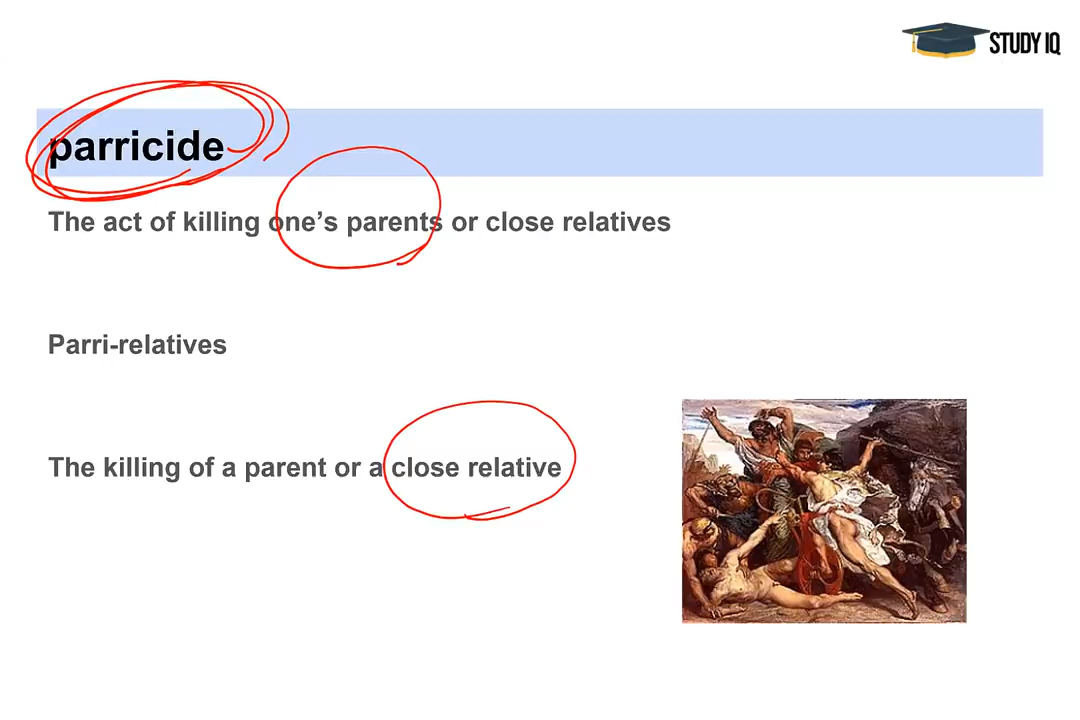 STUDY IQ
parricide
The act of killing one's parents or close relatives
Parri-relatives
The killing of a parent or a close relative